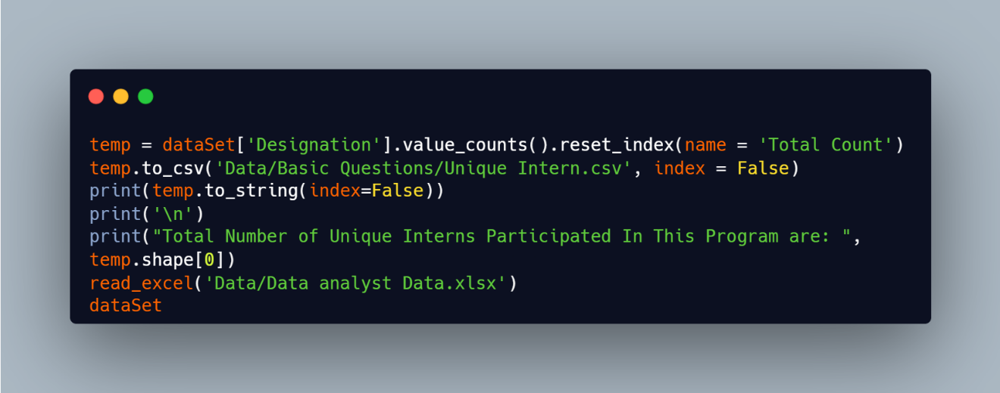 temp = dataSet['Designation'].value_counts().reset_index(name = 'Total Count')
temp.to_csv('Data/Basic Questions/Unique Intern.csv', index = False)
print(temp.to_string(index=False))
print('\n')
print("Total Number of Unique Interns Participated In This Program are: ",
temp.shape[0])
read_excel('Data/Data analyst Data.xlsx')
dataSet